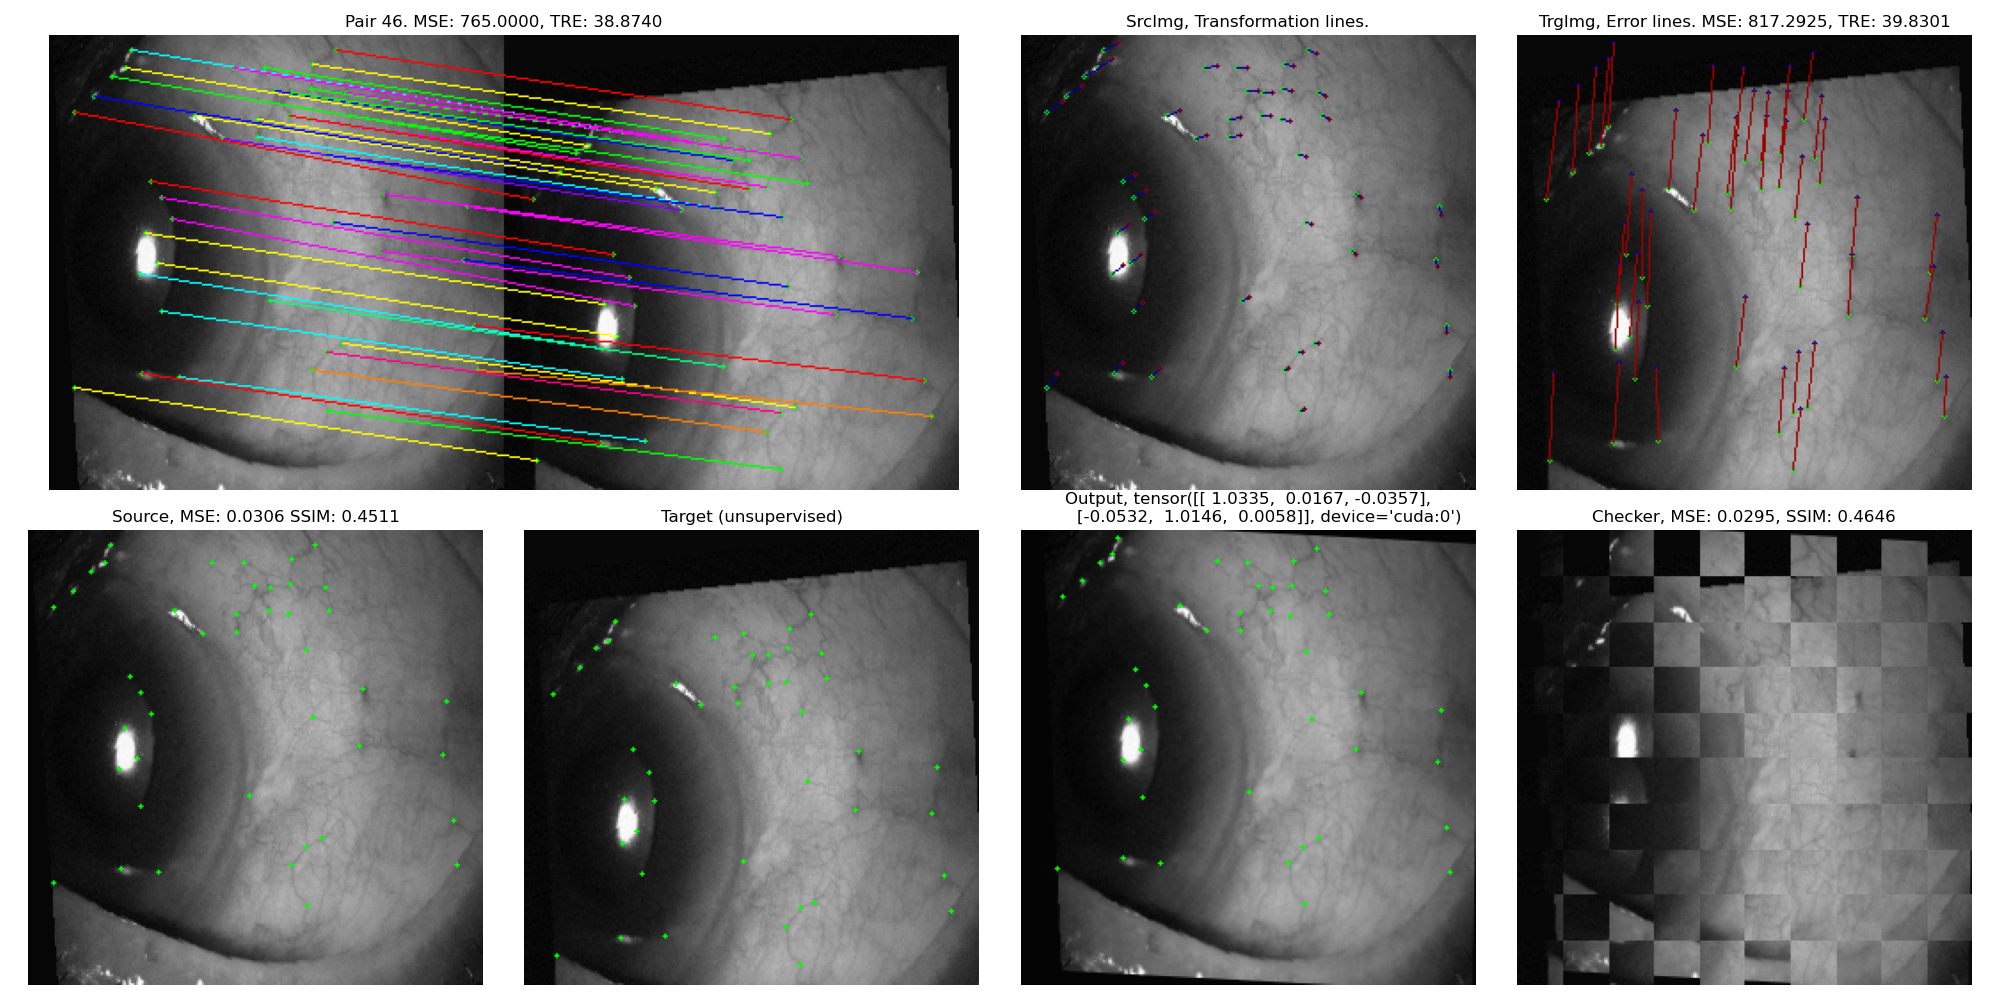 Pair 46. MSE: 765.0000, TRE: 38.8740
SrcImg, Transformation lines.
TrgImg, Error lines. MSE: 817.2925, TRE: 39.8301
Source, MSE: 0.0306 SSIM: 0.4511
Target (unsupervised)
Output, tensor([[ 1.0335,  0.0167, -0.0357],
[-0.0532,  1.0146,  0.0058]], device='cuda:0')
Checker, MSE: 0.0295, SSIM: 0.4646